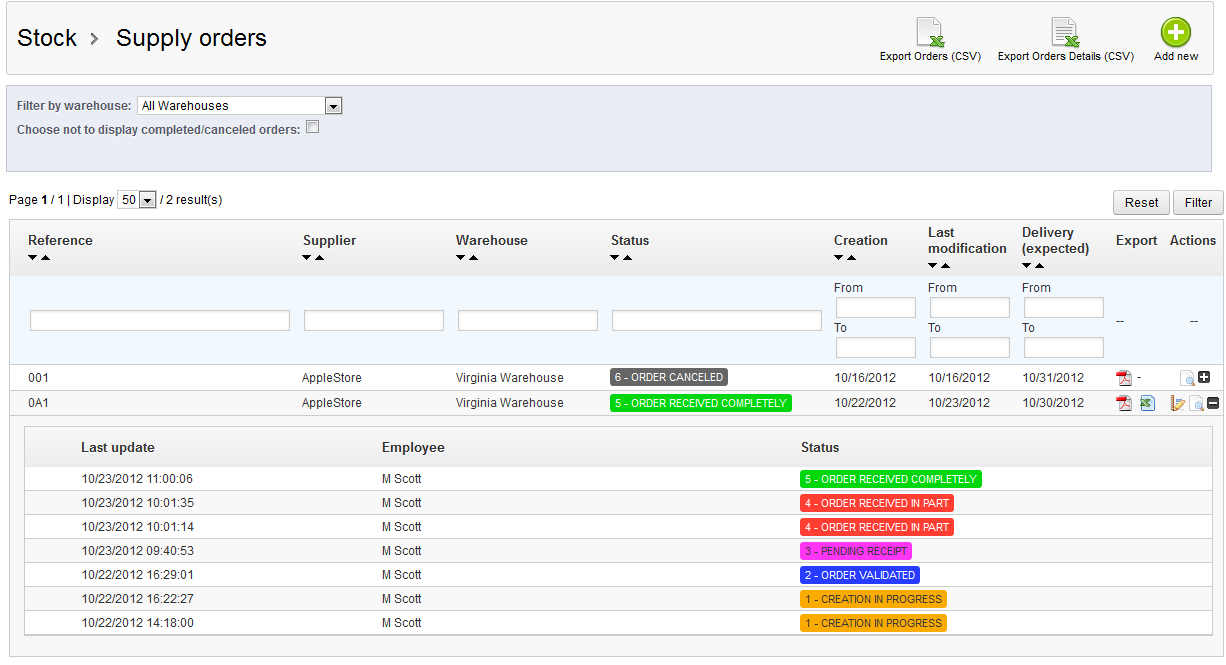 Stock > Supply orders
Export Orders (CSV) Export Orders Details (CSV) Add new
Filter by warehouse: All Warehouses
Choose not to display completed/canceled orders:
Page 1 / 1 | Display 50 / 2 result(s) Reset Filter
Reference Supplier Warehouse Status Creation Last modification Delivery (expected) Export Actions
From From From
-- --
To To To
001 AppleStore Virginia Warehouse 6 - ORDER CANCELED 10/16/2012 10/16/2012 10/31/2012 -
0A1 AppleStore Virginia Warehouse 5 - ORDER RECEIVED COMPLETELY 10/22/2012 10/23/2012 10/30/2012
Last update Employee Status
10/23/2012 11:00:06 M Scott 5 - ORDER RECEIVED COMPLETELY
10/23/2012 10:01:35 M Scott 4 - ORDER RECEIVED IN PART
10/23/2012 10:01:14 M Scott 4 - ORDER RECEIVED IN PART
10/23/2012 09:40:53 M Scott 3 - PENDING RECEIPT
10/22/2012 16:29:01 M Scott 2 - ORDER VALIDATED
10/22/2012 16:22:27 M Scott 1 - CREATION IN PROGRESS
10/22/2012 14:18:00 M Scott 1 - CREATION IN PROGRESS